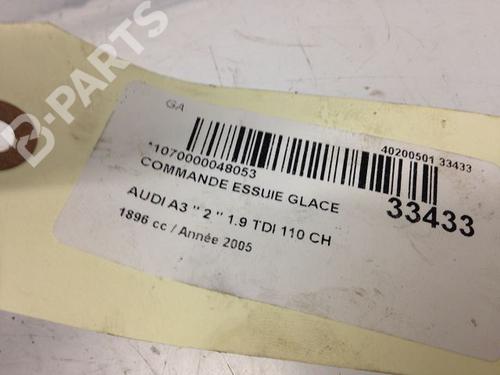 GA
40200501 33433
*1070000048053
COMMANDE ESSUIE GLACE
33433
AUDI A3 " 2 " 1.9 TDI 110 CH
1896 cc / Année 2005
B-PARTS